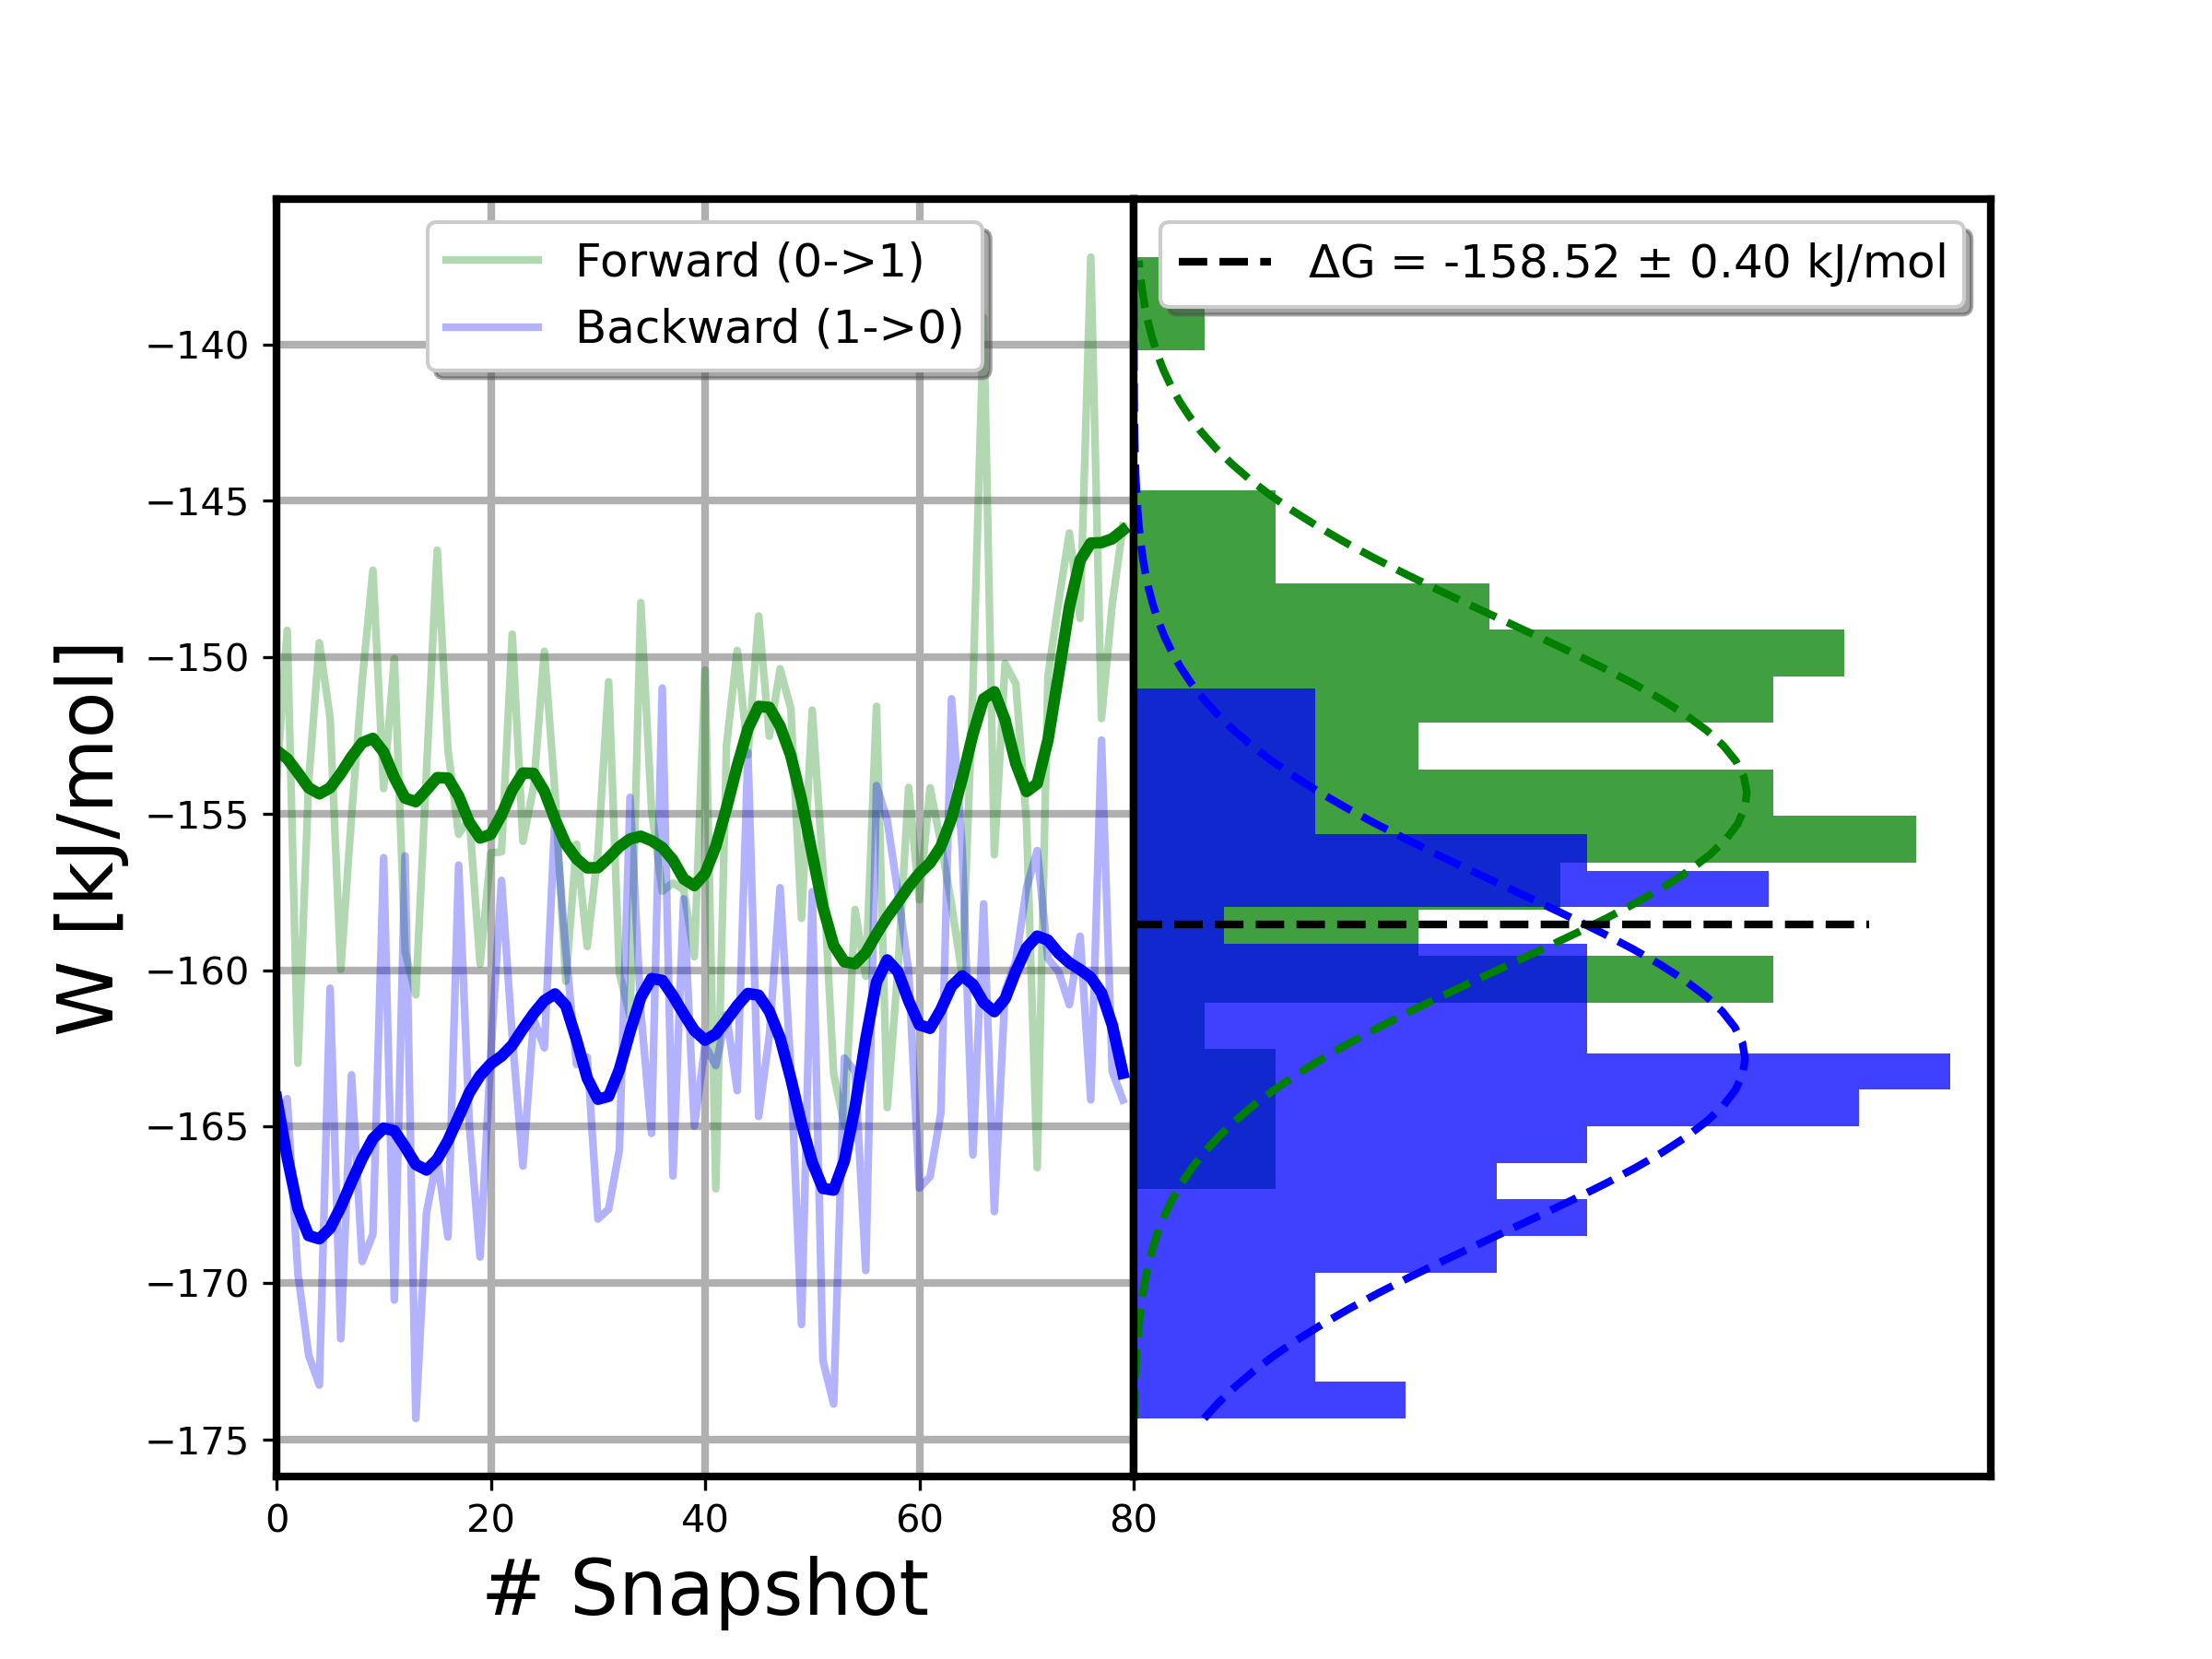 Forward (0->1)
Backward (1->0)
ΔG = -158.52 ± 0.40 kJ/mol
W [kJ/mol]
−140
−145
−150
−155
−160
−165
−170
−175
0 20 40 60 80
# Snapshot